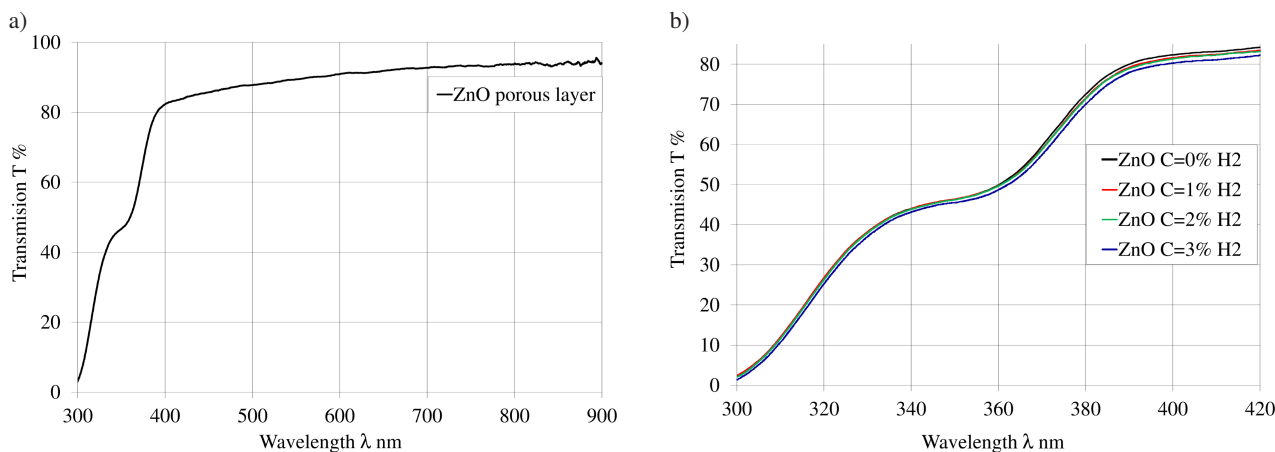 a)
100
80
60
40
20
0
Transmision T %
300
400
500
600
700
800
900
Wavelength λ nm
ZnO porous layer
b)
80
70
60
50
40
30
20
10
0
Transmision T %
300
320
340
360
380
400
420
Wavelength λ nm
ZnO C=0% H2
ZnO C=1% H2
ZnO C=2% H2
ZnO C=3% H2